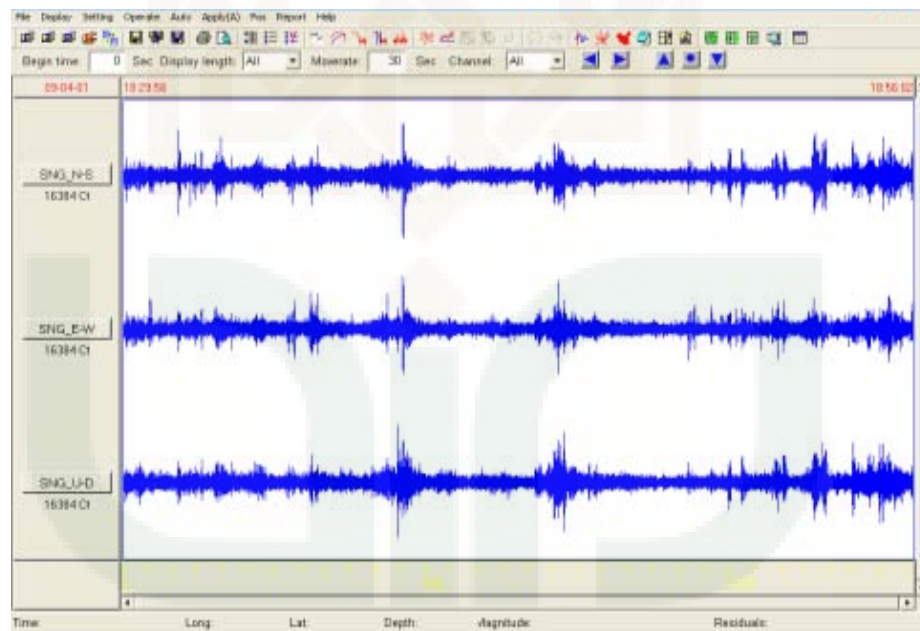 File Display Setting Operate Auto Apply(A) Pos Report Help
Begin time: 0 Sec Display length: All Moverate: 30 Sec Channel: All
09-04-01 18:29:56 18:56:02
SNG_N-S
16384 Ct
SNG_E-W
16384 Ct
SNG_U-D
16384 Ct
Time: Long: Lat: Depth: Magnitude: Residuals: